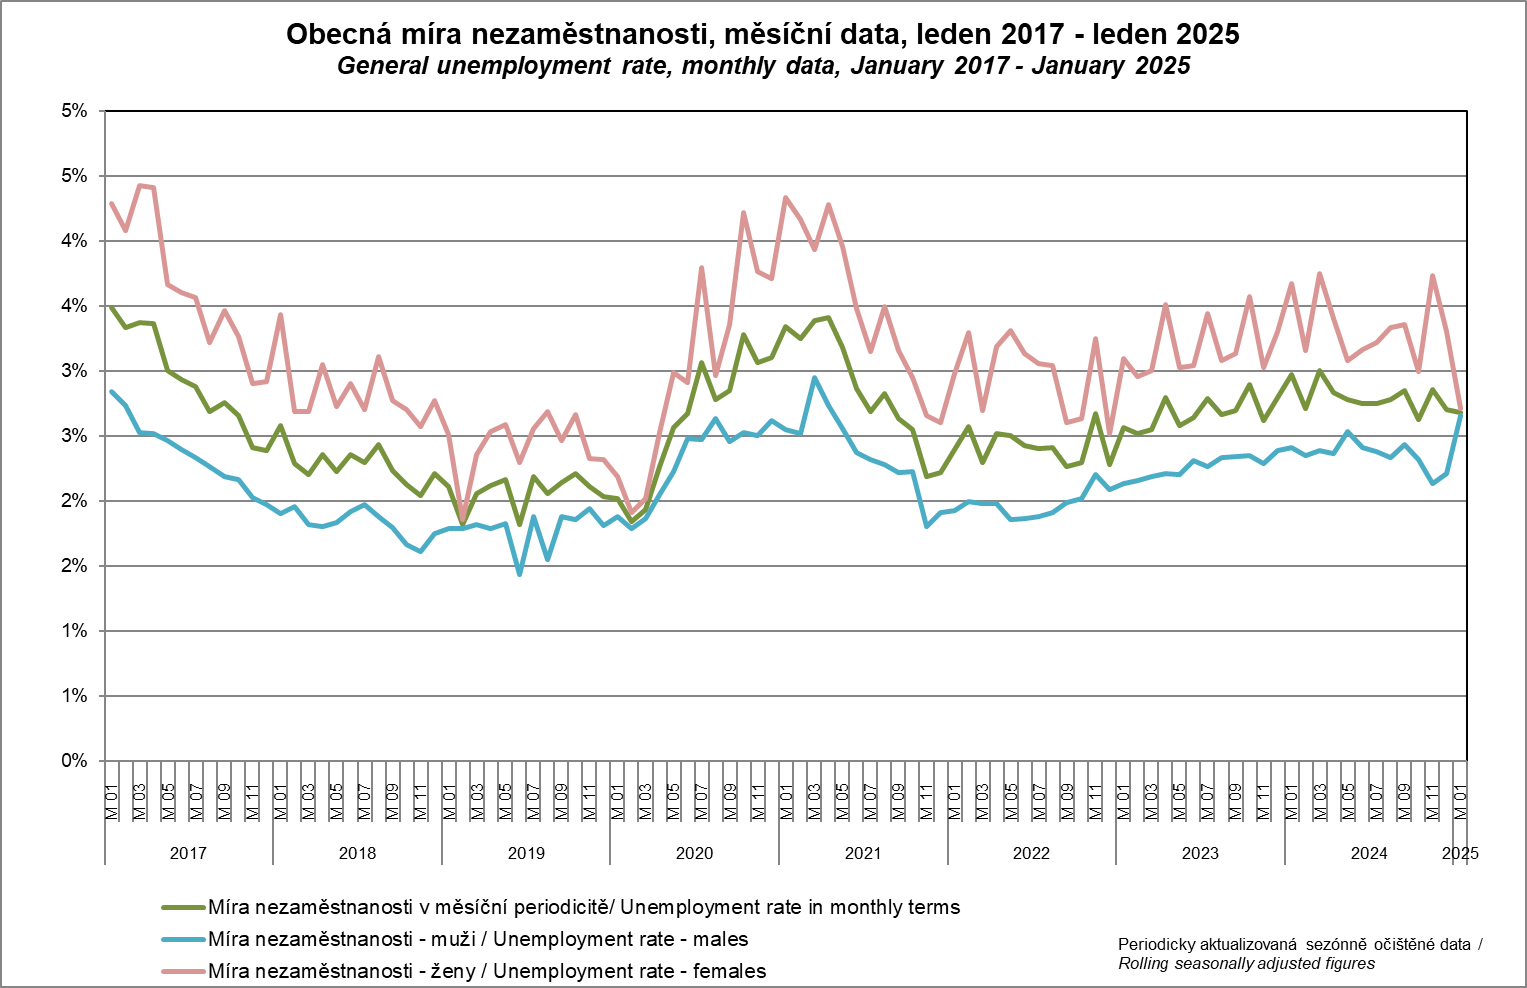 Obecná míra nezaměstnanosti, měsíční data, leden 2017 - leden 2025
General unemployment rate, monthly data, January 2017 - January 2025
5%
5%
4%
4%
3%
3%
2%
2%
1%
1%
0%
M 01 M 03 M 05 M 07 M 09 M 11 M 01 M 03 M 05 M 07 M 09 M 11 M 01 M 03 M 05 M 07 M 09 M 11 M 01 M 03 M 05 M 07 M 09 M 11 M 01 M 03 M 05 M 07 M 09 M 11 M 01 M 03 M 05 M 07 M 09 M 11 M 01 M 03 M 05 M 07 M 09 M 11 M 01 M 03 M 05 M 07 M 09 M 11 M 01
2017 2018 2019 2020 2021 2022 2023 2024 2025
Míra nezaměstnanosti v měsíční periodicitě/ Unemployment rate in monthly terms
Míra nezaměstnanosti - muži / Unemployment rate - males
Míra nezaměstnanosti - ženy / Unemployment rate - females
Periodicky aktualizovaná sezónně očištěné data /
Rolling seasonally adjusted figures